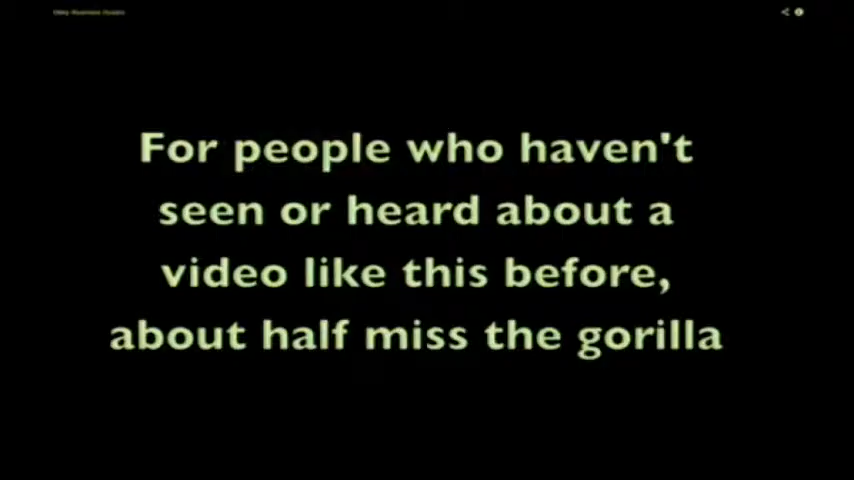 For people who haven't
seen or heard about a
video like this before,
about half miss the gorilla